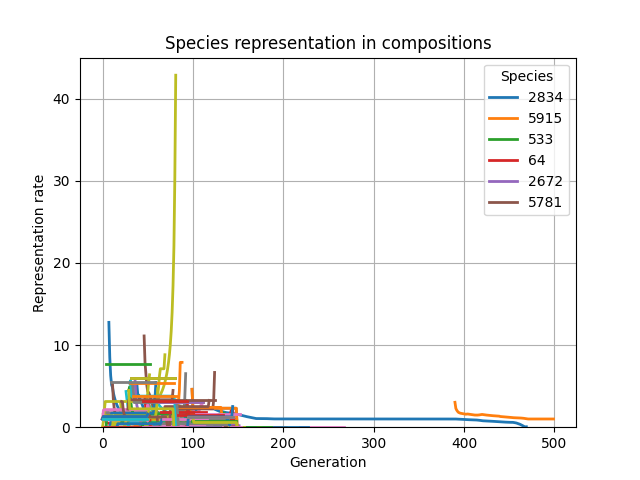 Species representation in compositions
Species
2834
5915
533
64
2672
5781
40
30
20
10
0
0 100 200 300 400 500
Representation rate
Generation